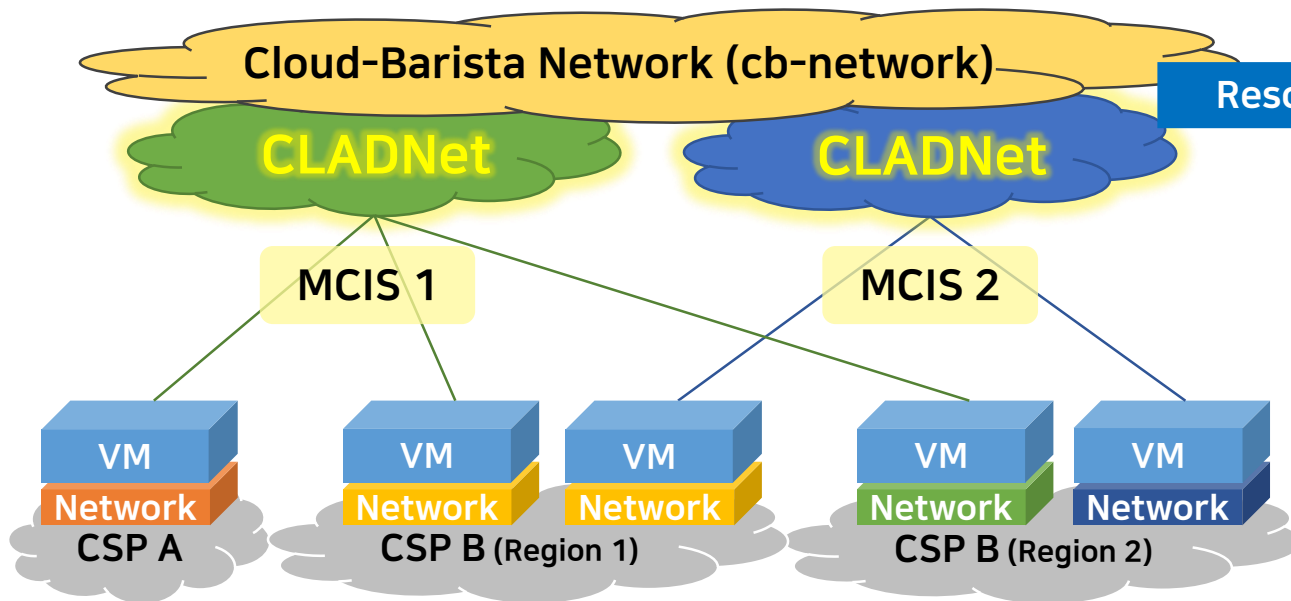 Cloud-Barista Network (cb-network)
Reso
CLADNet
CLADNet
MCIS 1
MCIS 2
VM
VM
VM
VM
VM
Network
Network
Network
Network
Network
CSP A
CSP B (Region 1)
CSP B (Region 2)